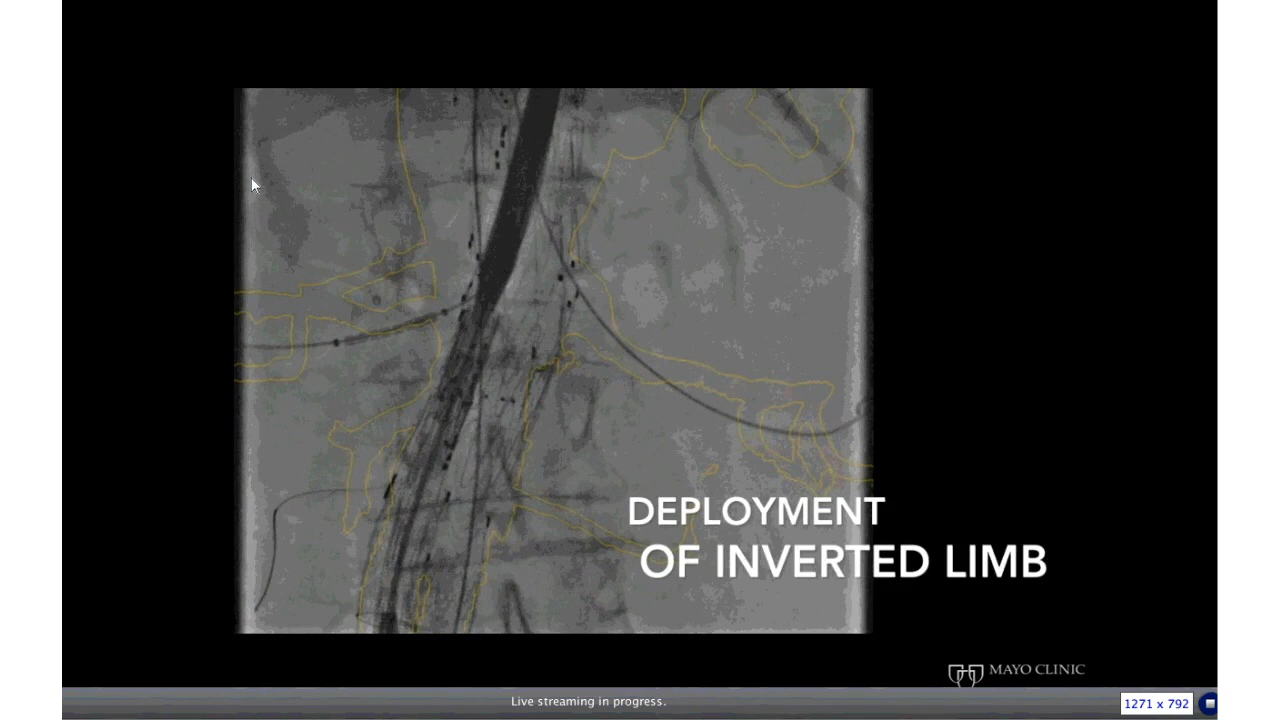 DEPLOYMENT
OF INVERTED LIMB
MAYO CLINIC
Live streaming in progress.
1271 x 792